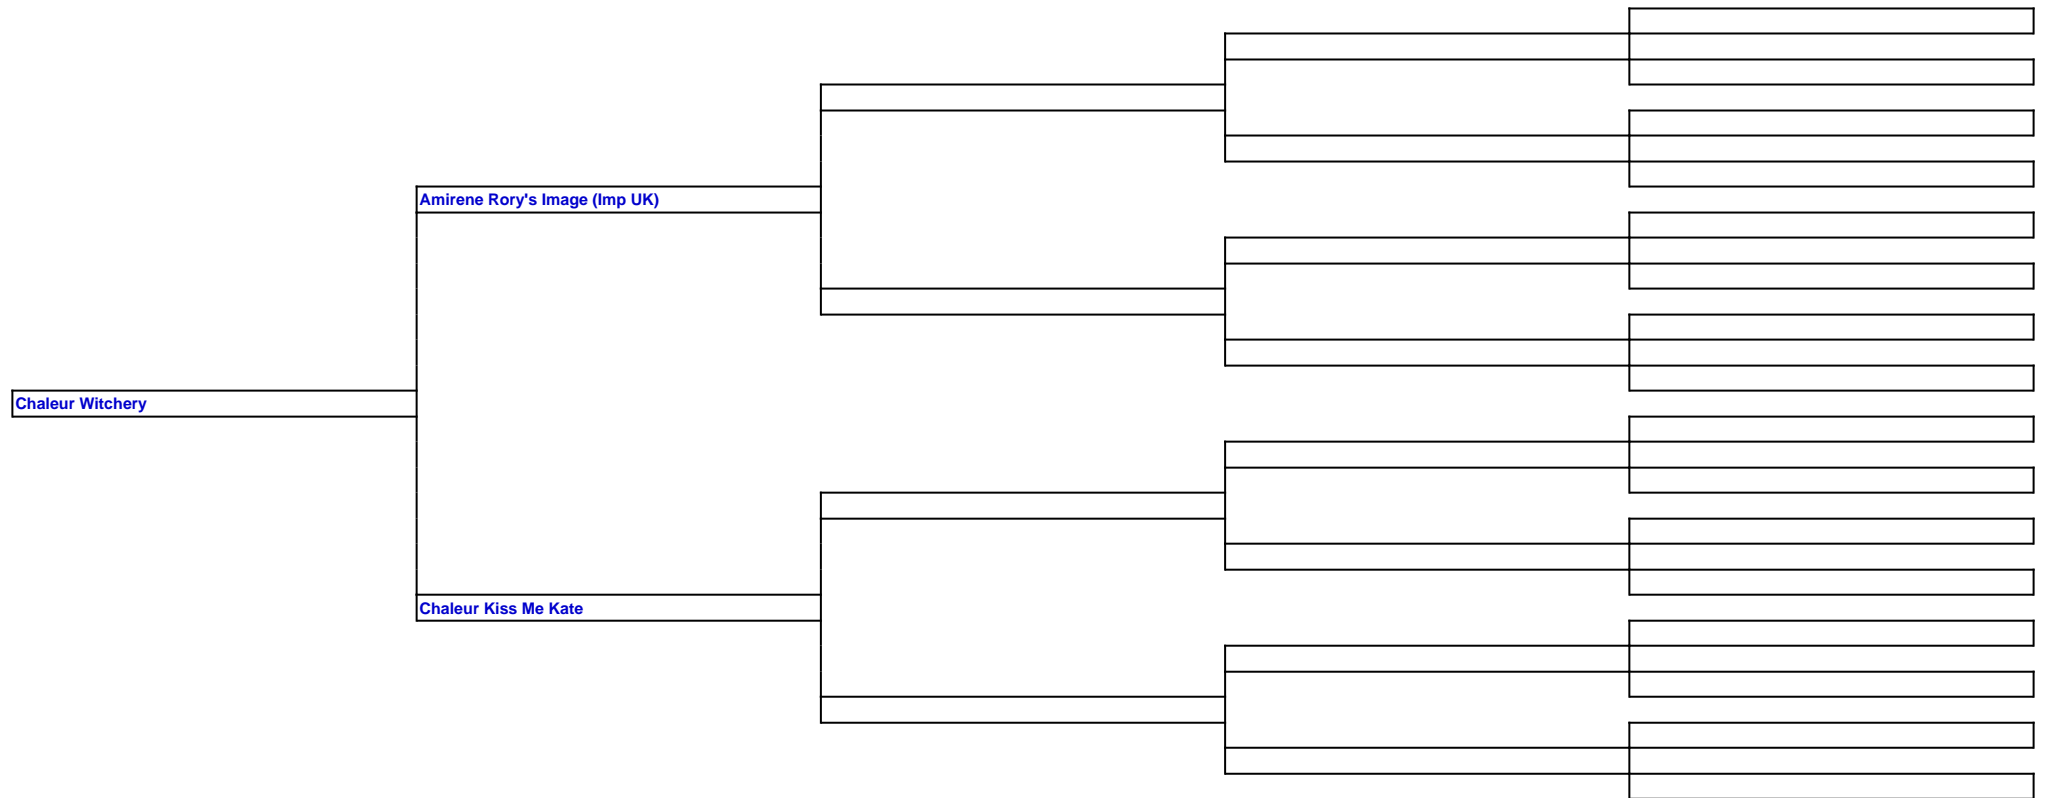 Amirene Rory's Image (Imp UK)
Chaleur Witchery
Chaleur Kiss Me Kate